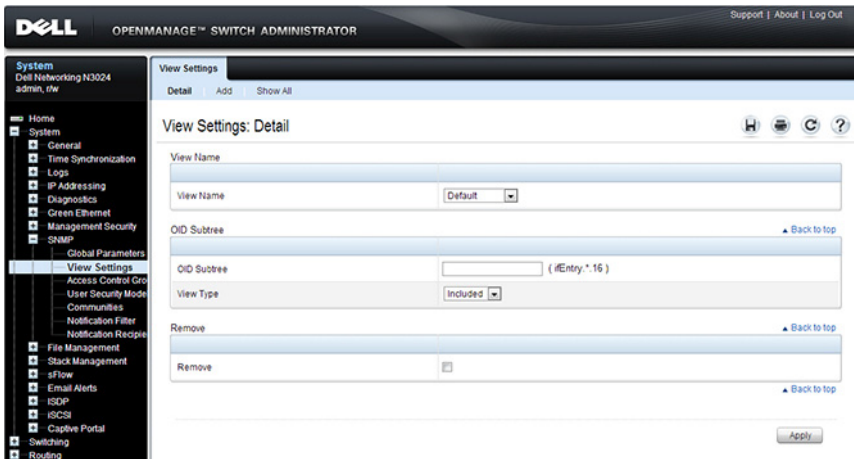 Support | About | Log Out
DELL
OPENMANAGE™ SWITCH ADMINISTRATOR
System
Dell Networking N3024
admin, r/w
Home
System
General
Time Synchronization
Logs
IP Addressing
Diagnostics
Green Ethernet
Management Security
SNMP
Global Parameters
View Settings
Access Control Gro
User Security Mode
Communities
Notification Filter
Notification Recipie
File Management
Stack Management
sFlow
Email Alerts
ISDP
iSCSI
Captive Portal
Switching
Routing
View Settings
Detail Add Show All
View Settings: Detail
View Name
View Name Default
OID Subtree Back to top
OID Subtree ( ifEntry.*.16 )
View Type Included
Remove Back to top
Remove
Back to top
Apply